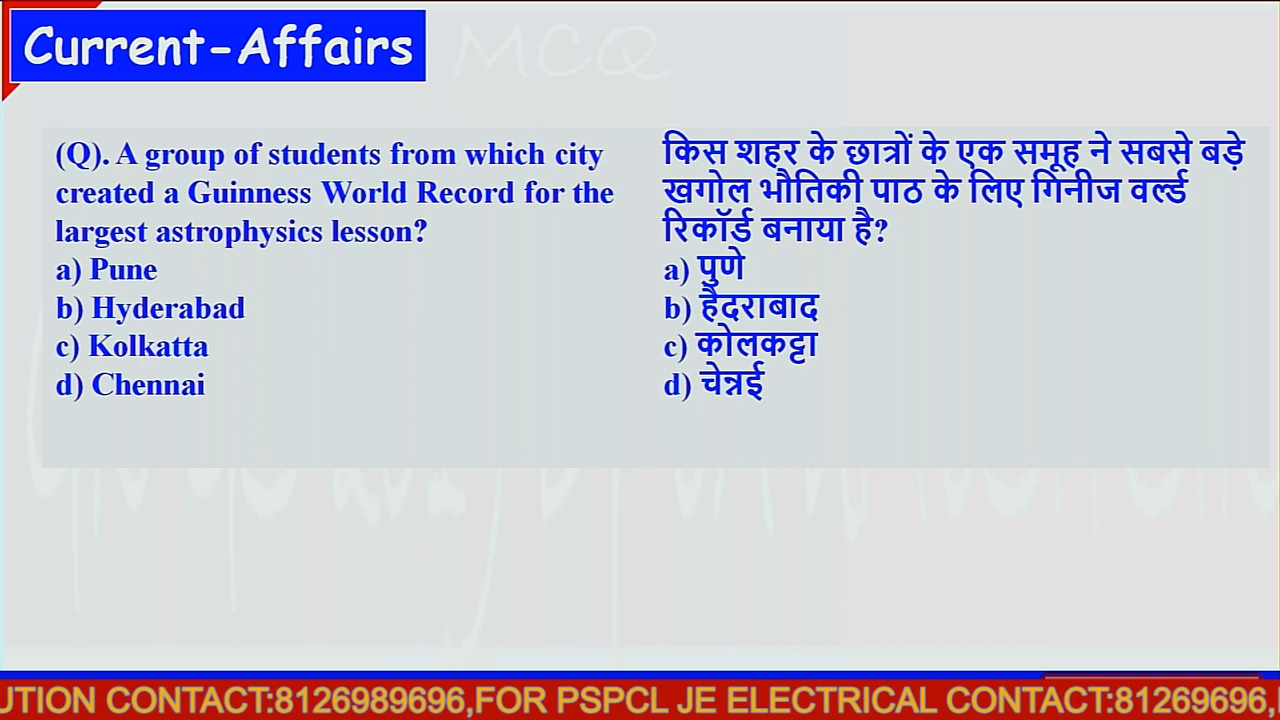 Current-Affairs
MCQ
(Q). A group of students from which city
created a Guinness World Record for the
largest astrophysics lesson?
a) Pune
b) Hyderabad
c) Kolkatta
d) Chennai
किस शहर के छात्रों के एक समूह ने सबसे बड़े
खगोल भौतिकी पाठ के लिए गिनीज वर्ल्ड
रिकॉर्ड बनाया है?
a) पुणे
b) हैदराबाद
c) कोलकट्टा
d) चेन्नई
UTION CONTACT:8126989696,FOR PSPCL JE ELECTRICAL CONTACT:81269696,